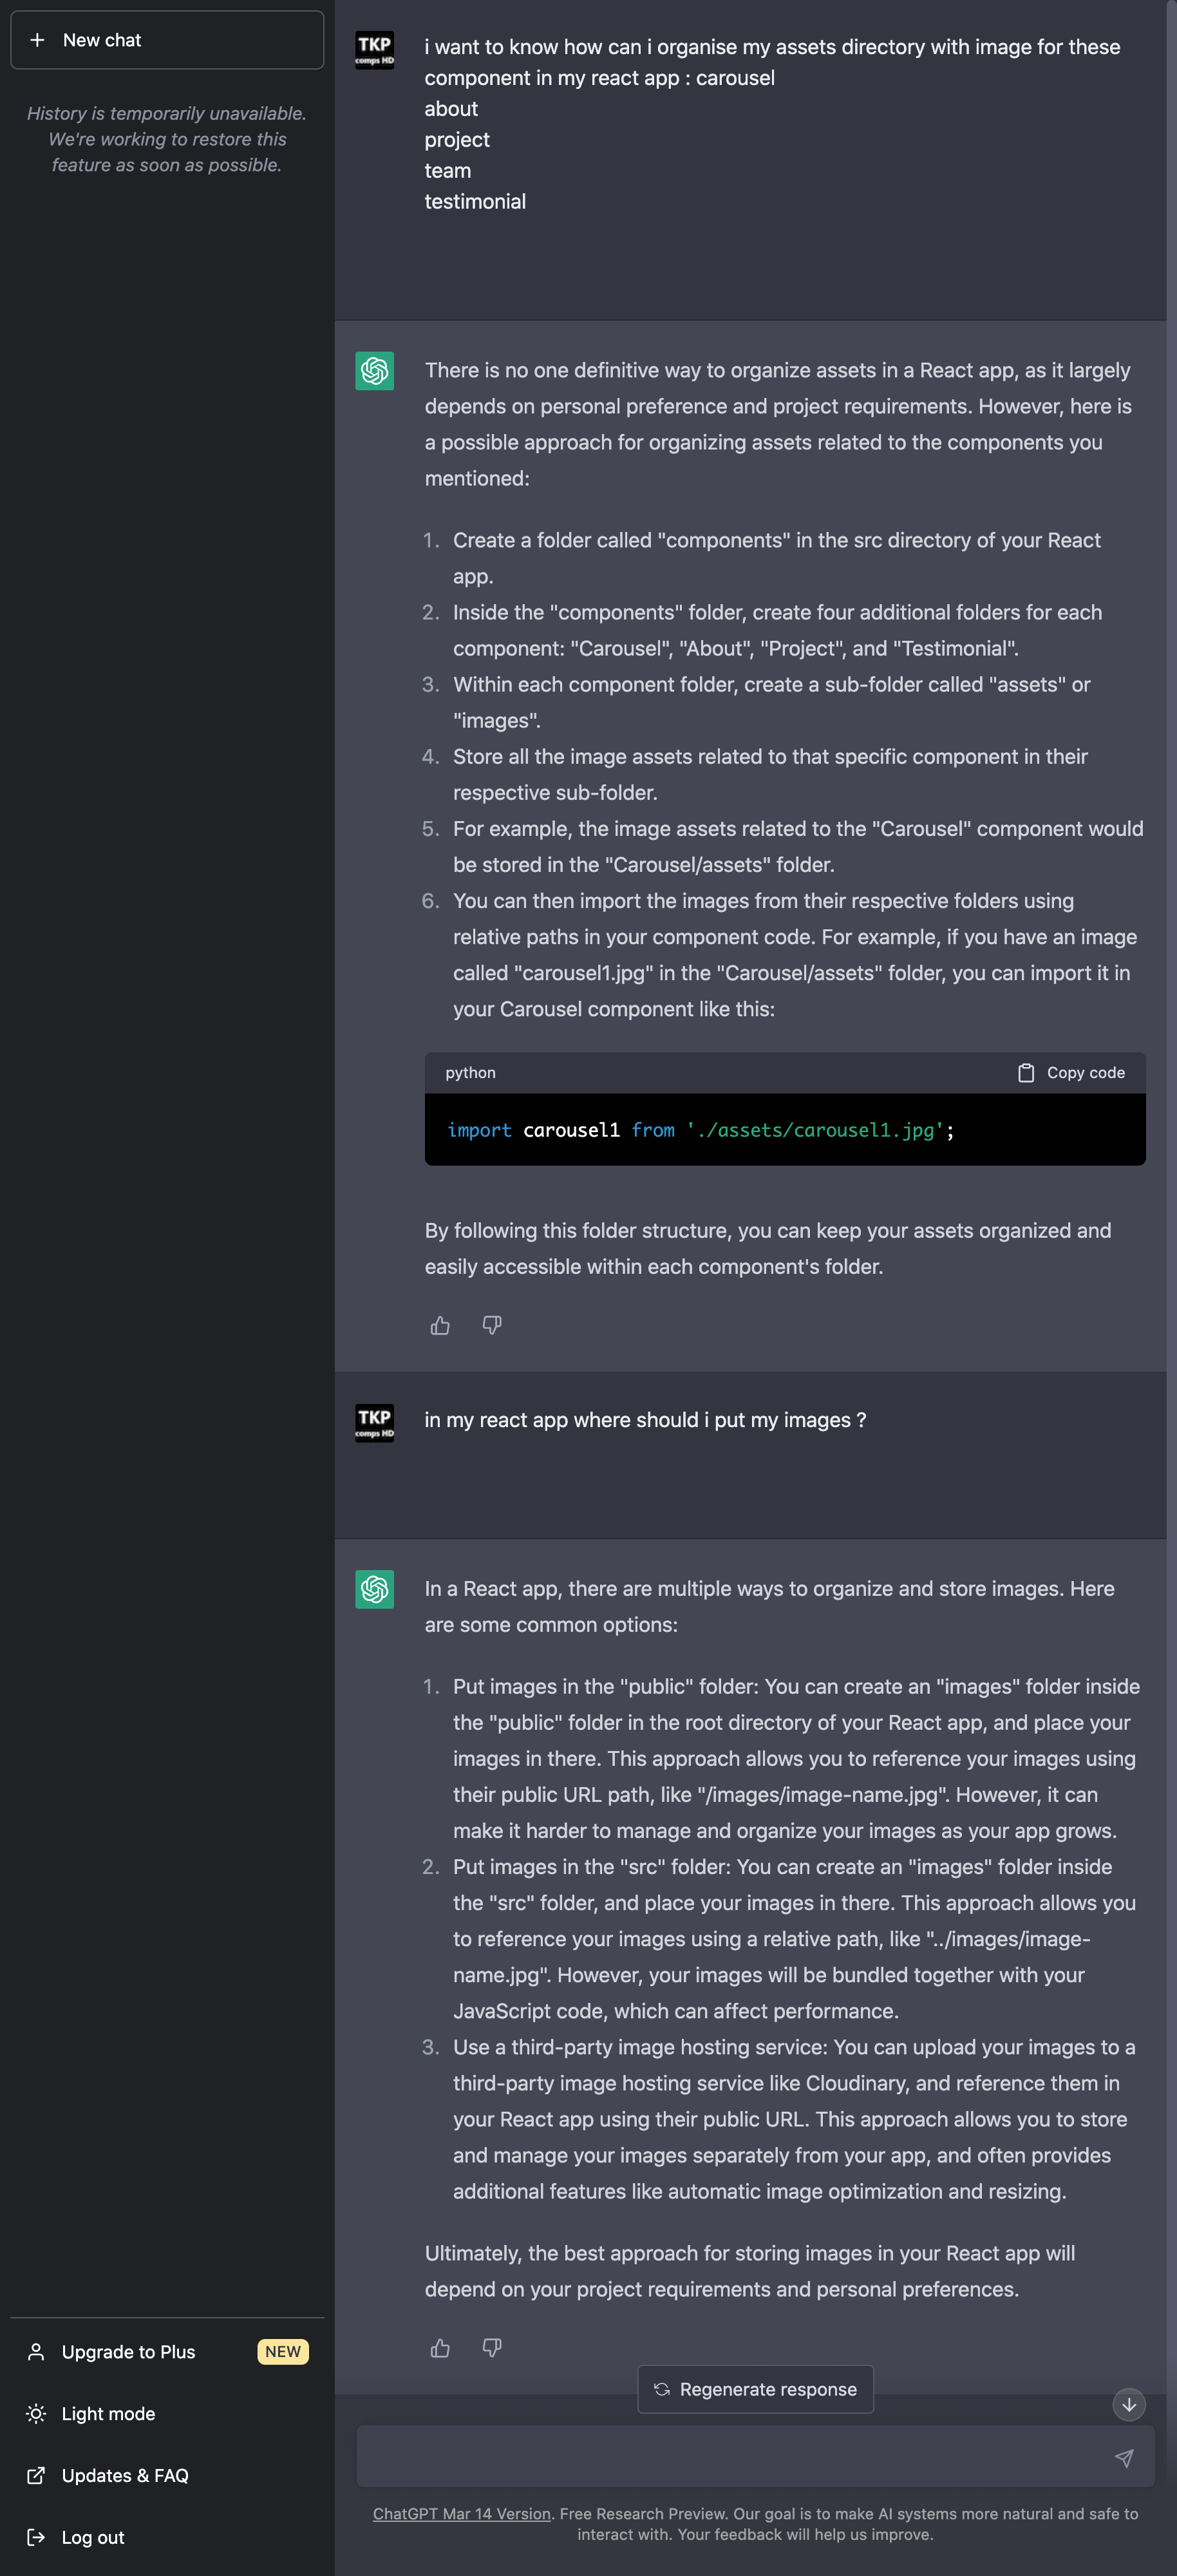 New chat
History is temporarily unavailable.
We're working to restore this
feature as soon as possible.
Upgrade to Plus
NEW
Light mode
Updates & FAQ
Log out
TKP
comps HD
i want to know how can i organise my assets directory with image for these
component in my react app : carousel
about
project
team
testimonial
There is no one definitive way to organize assets in a React app, as it largely
depends on personal preference and project requirements. However, here is
a possible approach for organizing assets related to the components you
mentioned:
1. Create a folder called "components" in the src directory of your React
app.
2. Inside the "components" folder, create four additional folders for each
component: "Carousel", "About", "Project", and "Testimonial".
3. Within each component folder, create a sub-folder called "assets" or
"images".
4. Store all the image assets related to that specific component in their
respective sub-folder.
5. For example, the image assets related to the "Carousel" component would
be stored in the "Carousel/assets" folder.
6. You can then import the images from their respective folders using
relative paths in your component code. For example, if you have an image
called "carousel1.jpg" in the "Carousel/assets" folder, you can import it in
your Carousel component like this:
python
Copy code
import carousel1 from './assets/carousel1.jpg';
By following this folder structure, you can keep your assets organized and
easily accessible within each component's folder.
TKP
comps HD
in my react app where should i put my images ?
In a React app, there are multiple ways to organize and store images. Here
are some common options:
1. Put images in the "public" folder: You can create an "images" folder inside
the "public" folder in the root directory of your React app, and place your
images in there. This approach allows you to reference your images using
their public URL path, like "/images/image-name.jpg". However, it can
make it harder to manage and organize your images as your app grows.
2. Put images in the "src" folder: You can create an "images" folder inside
the "src" folder, and place your images in there. This approach allows you
to reference your images using a relative path, like "../images/image-
name.jpg". However, your images will be bundled together with your
JavaScript code, which can affect performance.
3. Use a third-party image hosting service: You can upload your images to a
third-party image hosting service like Cloudinary, and reference them in
your React app using their public URL. This approach allows you to store
and manage your images separately from your app, and often provides
additional features like automatic image optimization and resizing.
Ultimately, the best approach for storing images in your React app will
depend on your project requirements and personal preferences.
Regenerate response
ChatGPT Mar 14 Version. Free Research Preview. Our goal is to make AI systems more natural and safe to
interact with. Your feedback will help us improve.